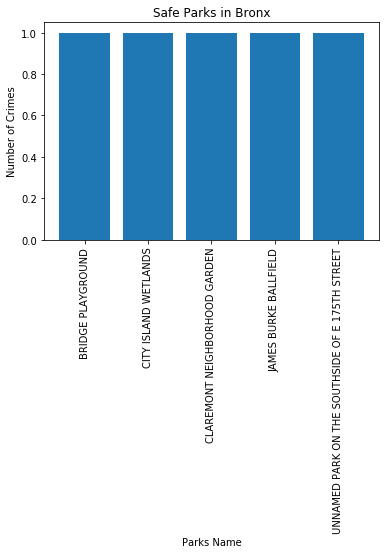 Safe Parks in Bronx
Number of Crimes
1.0
0.8
0.6
0.4
0.2
0.0
BRIDGE PLAYGROUND
CITY ISLAND WETLANDS
CLAREMONT NEIGHBORHOOD GARDEN
JAMES BURKE BALLFIELD
UNNAMED PARK ON THE SOUTHSIDE OF E 175TH STREET
Parks Name